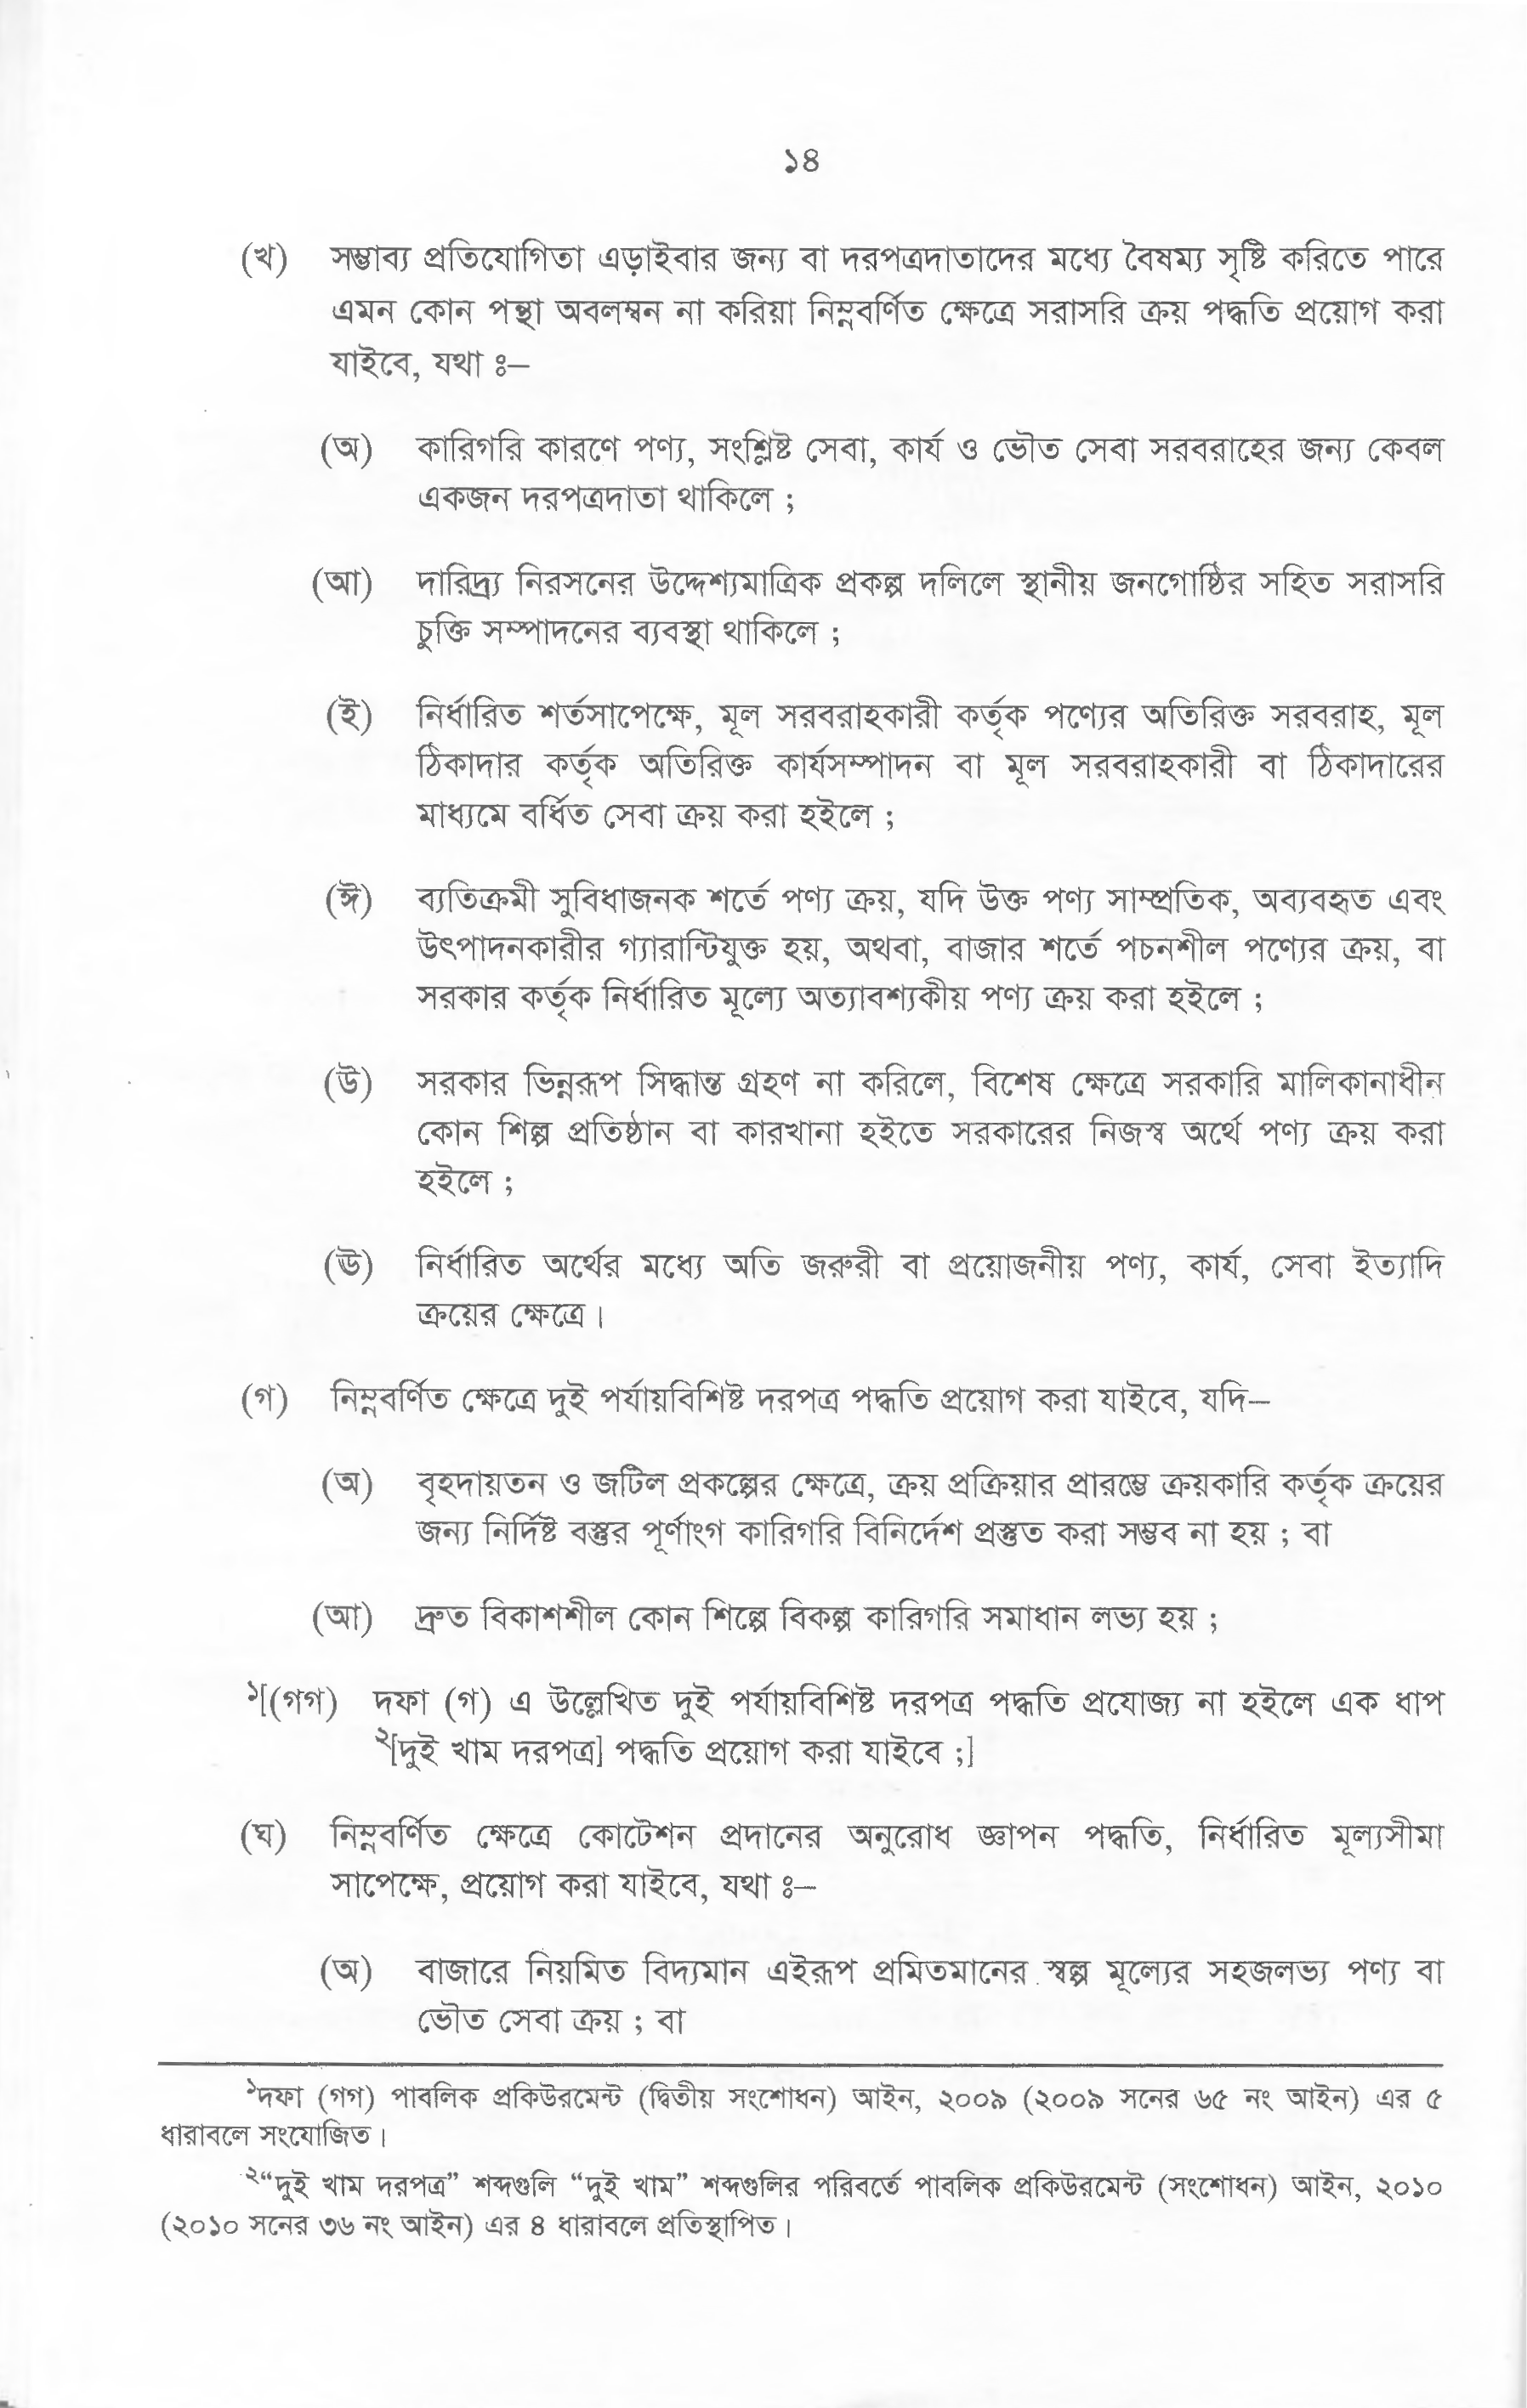 ১৪
(খ) সম্ভাব্য প্রতিযোগিতা এড়াইবার জন্য বা দরপত্রদাতাদের মধ্যে বৈষম্য সৃষ্টি করিতে পারে
এমন কোন পন্থা অবলম্বন না করিয়া নিম্নবর্ণিত ক্ষেত্রে সরাসরি ক্রয় পদ্ধতি প্রয়োগ করা
যাইবে, যথা ঃ–
(অ) কারিগরি কারণে পণ্য, সংশ্লিষ্ট সেবা, কার্য ও ভৌত সেবা সরবরাহের জন্য কেবল
একজন দরপত্রদাতা থাকিলে ;
(আ) দারিদ্র্য নিরসনের উদ্দেশ্যমাত্রিক প্রকল্প দলিলে স্থানীয় জনগোষ্ঠির সহিত সরাসরি
চুক্তি সম্পাদনের ব্যবস্থা থাকিলে ;
(ই) নির্ধারিত শর্তসাপেক্ষে, মূল সরবরাহকারী কর্তৃক পণ্যের অতিরিক্ত সরবরাহ, মূল
ঠিকাদার কর্তৃক অতিরিক্ত কার্যসম্পাদন বা মূল সরবরাহকারী বা ঠিকাদারের
মাধ্যমে বর্ধিত সেবা ক্রয় করা হইলে ;
(ঈ) ব্যতিক্রমী সুবিধাজনক শর্তে পণ্য ক্রয়, যদি উক্ত পণ্য সাম্প্রতিক, অব্যবহৃত এবং
উৎপাদনকারীর গ্যারান্টিযুক্ত হয়, অথবা, বাজার শর্তে পচনশীল পণ্যের ক্রয়, বা
সরকার কর্তৃক নির্ধারিত মূল্যে অত্যাবশ্যকীয় পণ্য ক্রয় করা হইলে ;
(উ) সরকার ভিন্নরূপ সিদ্ধান্ত গ্রহণ না করিলে, বিশেষ ক্ষেত্রে সরকারি মালিকানাধীন
কোন শিল্প প্রতিষ্ঠান বা কারখানা হইতে সরকারের নিজস্ব অর্থে পণ্য ক্রয় করা
হইলে ;
(ঊ) নির্ধারিত অর্থের মধ্যে অতি জরুরী বা প্রয়োজনীয় পণ্য, কার্য, সেবা ইত্যাদি
ক্রয়ের ক্ষেত্রে।
(গ) নিম্নবর্ণিত ক্ষেত্রে দুই পর্যায়বিশিষ্ট দরপত্র পদ্ধতি প্রয়োগ করা যাইবে, যদি–
(অ) বৃহদায়তন ও জটিল প্রকল্পের ক্ষেত্রে, ক্রয় প্রক্রিয়ার প্রারম্ভে ক্রয়কারি কর্তৃক ক্রয়ের
জন্য নির্দিষ্ট বস্তুর পূর্ণাংগ কারিগরি বিনির্দেশ প্রস্তুত করা সম্ভব না হয় ; বা
(আ) দ্রুত বিকাশশীল কোন শিল্পে বিকল্প কারিগরি সমাধান লভ্য হয় ;
১[(গগ) দফা (গ) এ উল্লেখিত দুই পর্যায়বিশিষ্ট দরপত্র পদ্ধতি প্রযোজ্য না হইলে এক ধাপ
২[দুই খাম দরপত্র] পদ্ধতি প্রয়োগ করা যাইবে ;]
(ঘ) নিম্নবর্ণিত ক্ষেত্রে কোটেশন প্রদানের অনুরোধ জ্ঞাপন পদ্ধতি, নির্ধারিত মূল্যসীমা
সাপেক্ষে, প্রয়োগ করা যাইবে, যথা ঃ–
(অ) বাজারে নিয়মিত বিদ্যমান এইরূপ প্রমিতমানের স্বল্প মূল্যের সহজলভ্য পণ্য বা
ভৌত সেবা ক্রয় ; বা
১দফা (গগ) পাবলিক প্রকিউরমেন্ট (দ্বিতীয় সংশোধন) আইন, ২০০৯ (২০০৯ সনের ৬৫ নং আইন) এর ৫
ধারাবলে সংযোজিত।
২“দুই খাম দরপত্র” শব্দগুলি “দুই খাম” শব্দগুলির পরিবর্তে পাবলিক প্রকিউরমেন্ট (সংশোধন) আইন, ২০১০
(২০১০ সনের ৩৬ নং আইন) এর ৪ ধারাবলে প্রতিস্থাপিত।